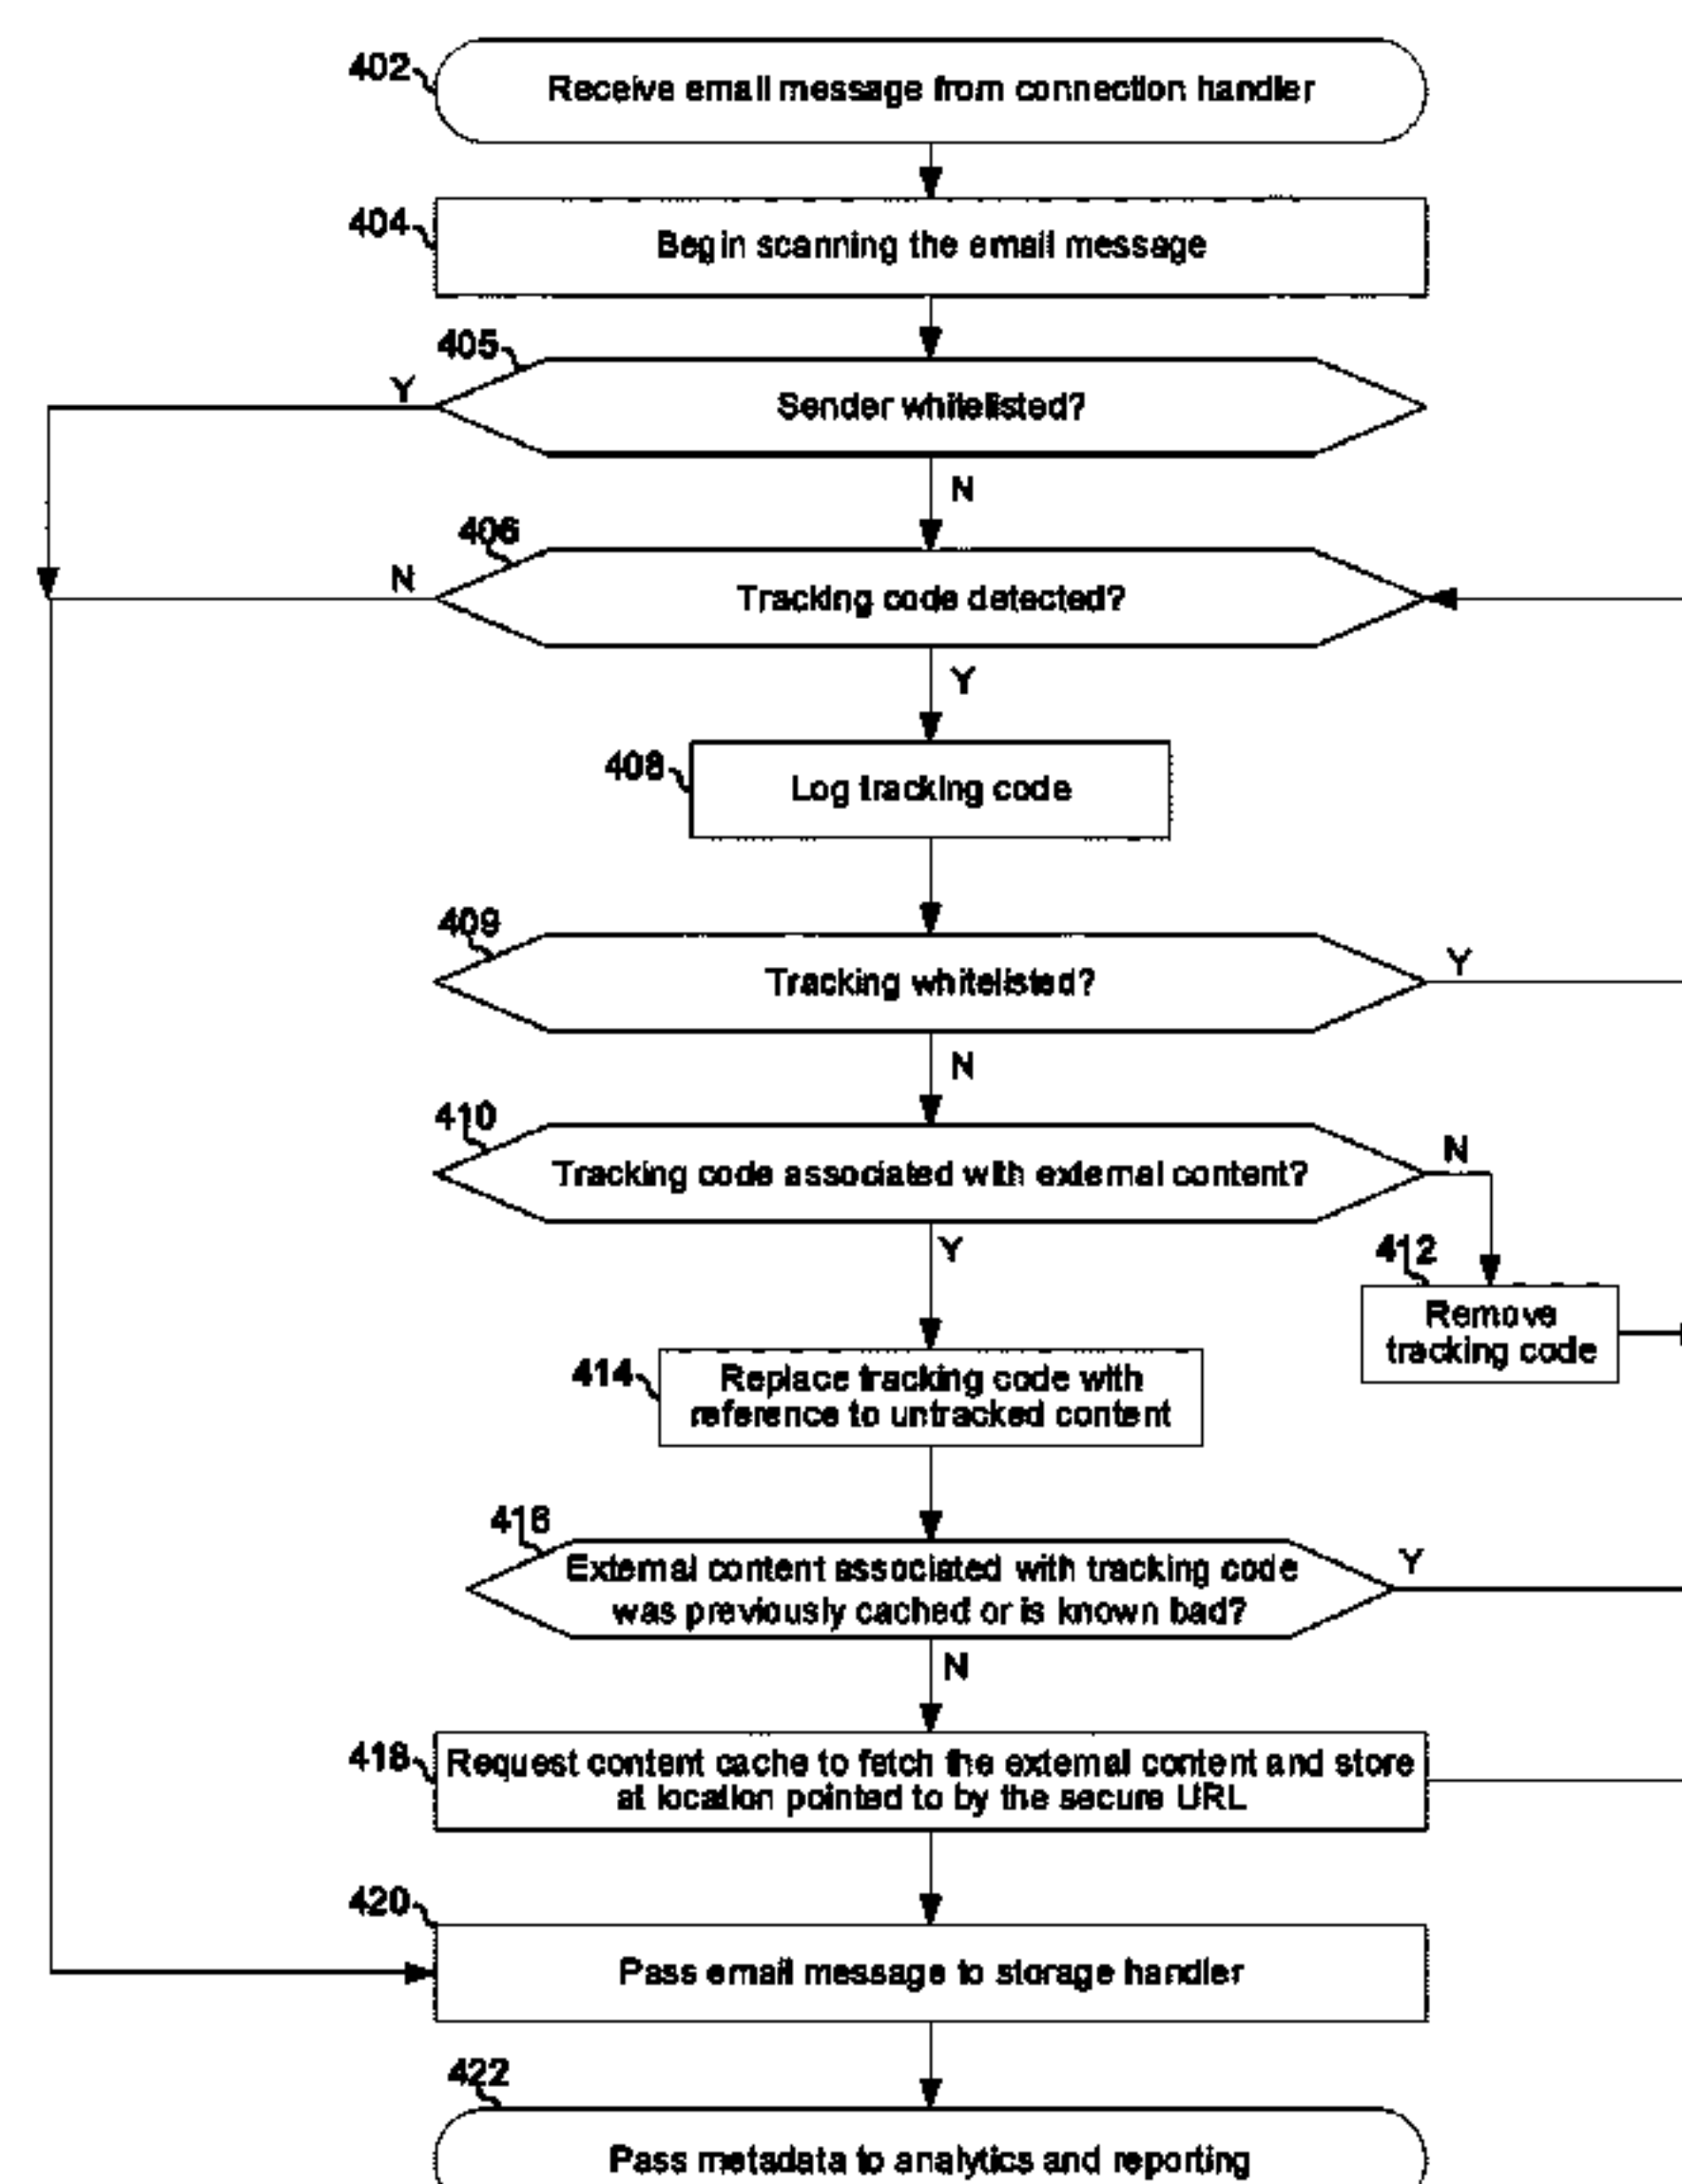 402
Receive email message from connection handler
404
Begin scanning the email message
405
Y
Sender whitelisted?
N
406
N
Tracking code detected?
Y
408
Log tracking code
409
Y
Tracking whitelisted?
N
410
N
Tracking code associated with external content?
Y
412
Remove
tracking code
414
Replace tracking code with
reference to untracked content
416
Y
External content associated with tracking code
was previously cached or is known bad?
N
418
Request content cache to fetch the external content and store
at location pointed to by the secure URL
420
Pass email message to storage handler
422
Pass metadata to analytics and reporting